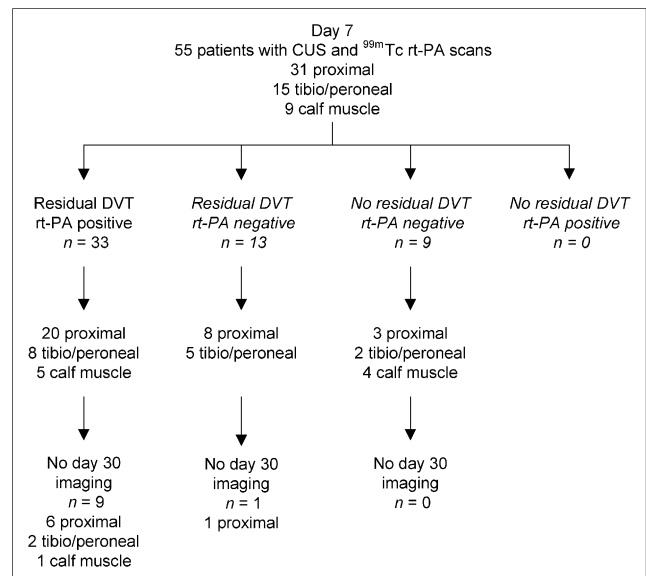 Day 7
55 patients with CUS and 99mTc rt-PA scans
31 proximal
15 tibio/peroneal
9 calf muscle
Residual DVT
rt-PA positive
n = 33
Residual DVT
rt-PA negative
n = 13
No residual DVT
rt-PA negative
n = 9
No residual DVT
rt-PA positive
n = 0
20 proximal
8 tibio/peroneal
5 calf muscle
8 proximal
5 tibio/peroneal
3 proximal
2 tibio/peroneal
4 calf muscle
No day 30
imaging
n = 9
6 proximal
2 tibio/peroneal
1 calf muscle
No day 30
imaging
n = 1
1 proximal
No day 30
imaging
n = 0